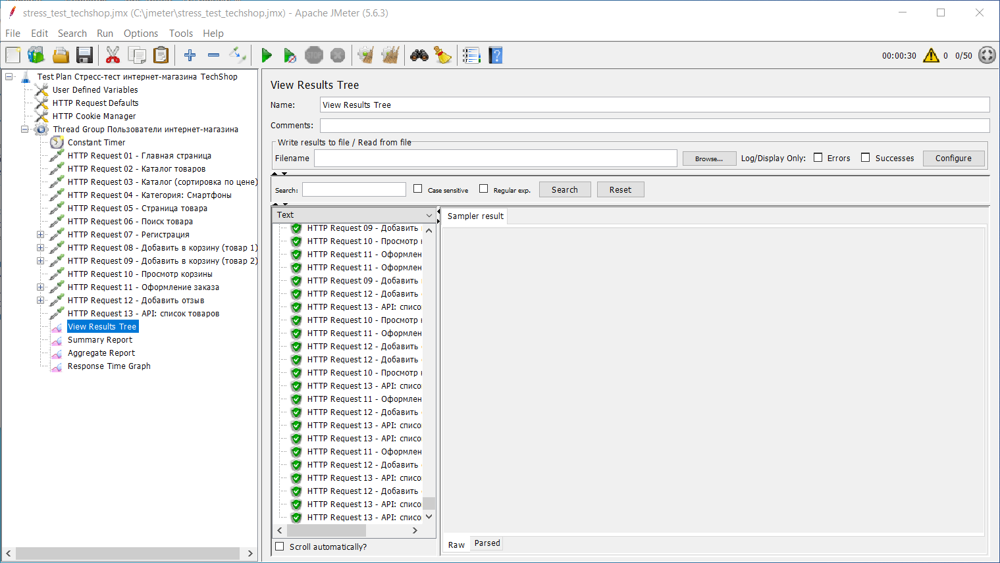 stress_test_techshop.jmx (C:\jmeter\stress_test_techshop.jmx) - Apache JMeter (5.6.3)
File Edit Search Run Options Tools Help
STOP
00:00:30 0 0/50
Test Plan Стресс-тест интернет-магазина TechShop
User Defined Variables
HTTP Request Defaults
HTTP Cookie Manager
Thread Group Пользователи интернет-магазина
Constant Timer
HTTP Request 01 - Главная страница
HTTP Request 02 - Каталог товаров
HTTP Request 03 - Каталог (сортировка по цене)
HTTP Request 04 - Категория: Смартфоны
HTTP Request 05 - Страница товара
HTTP Request 06 - Поиск товара
HTTP Request 07 - Регистрация
HTTP Request 08 - Добавить в корзину (товар 1)
HTTP Request 09 - Добавить в корзину (товар 2)
HTTP Request 10 - Просмотр корзины
HTTP Request 11 - Оформление заказа
HTTP Request 12 - Добавить отзыв
HTTP Request 13 - API: список товаров
View Results Tree
Summary Report
Aggregate Report
Response Time Graph
View Results Tree
Name: View Results Tree
Comments:
Write results to file / Read from file
Filename Browse... Log/Display Only: Errors Successes Configure
Search: Case sensitive Regular exp. Search Reset
Text
HTTP Request 09 - Добавить
HTTP Request 10 - Просмотр
HTTP Request 11 - Оформлен
HTTP Request 11 - Оформлен
HTTP Request 09 - Добавить
HTTP Request 12 - Добавить
HTTP Request 13 - API: списо
HTTP Request 10 - Просмотр
HTTP Request 11 - Оформлен
HTTP Request 12 - Добавить
HTTP Request 12 - Добавить
HTTP Request 10 - Просмотр
HTTP Request 13 - API: списо
HTTP Request 11 - Оформлен
HTTP Request 12 - Добавить
HTTP Request 13 - API: списо
HTTP Request 13 - API: списо
HTTP Request 11 - Оформлен
HTTP Request 12 - Добавить
HTTP Request 13 - API: списо
HTTP Request 12 - Добавить
HTTP Request 13 - API: списо
HTTP Request 13 - API: списо
Scroll automatically?
Sampler result
Raw Parsed